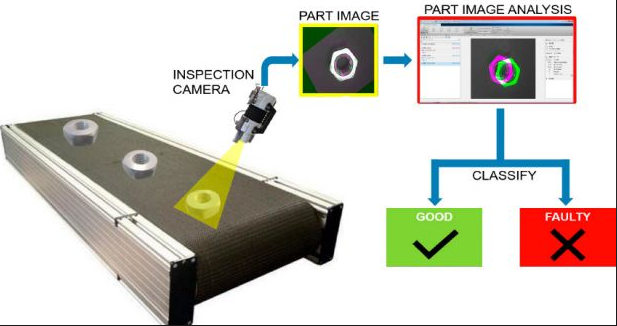 PART IMAGE
PART IMAGE ANALYSIS
INSPECTION
CAMERA
CLASSIFY
GOOD
FAULTY